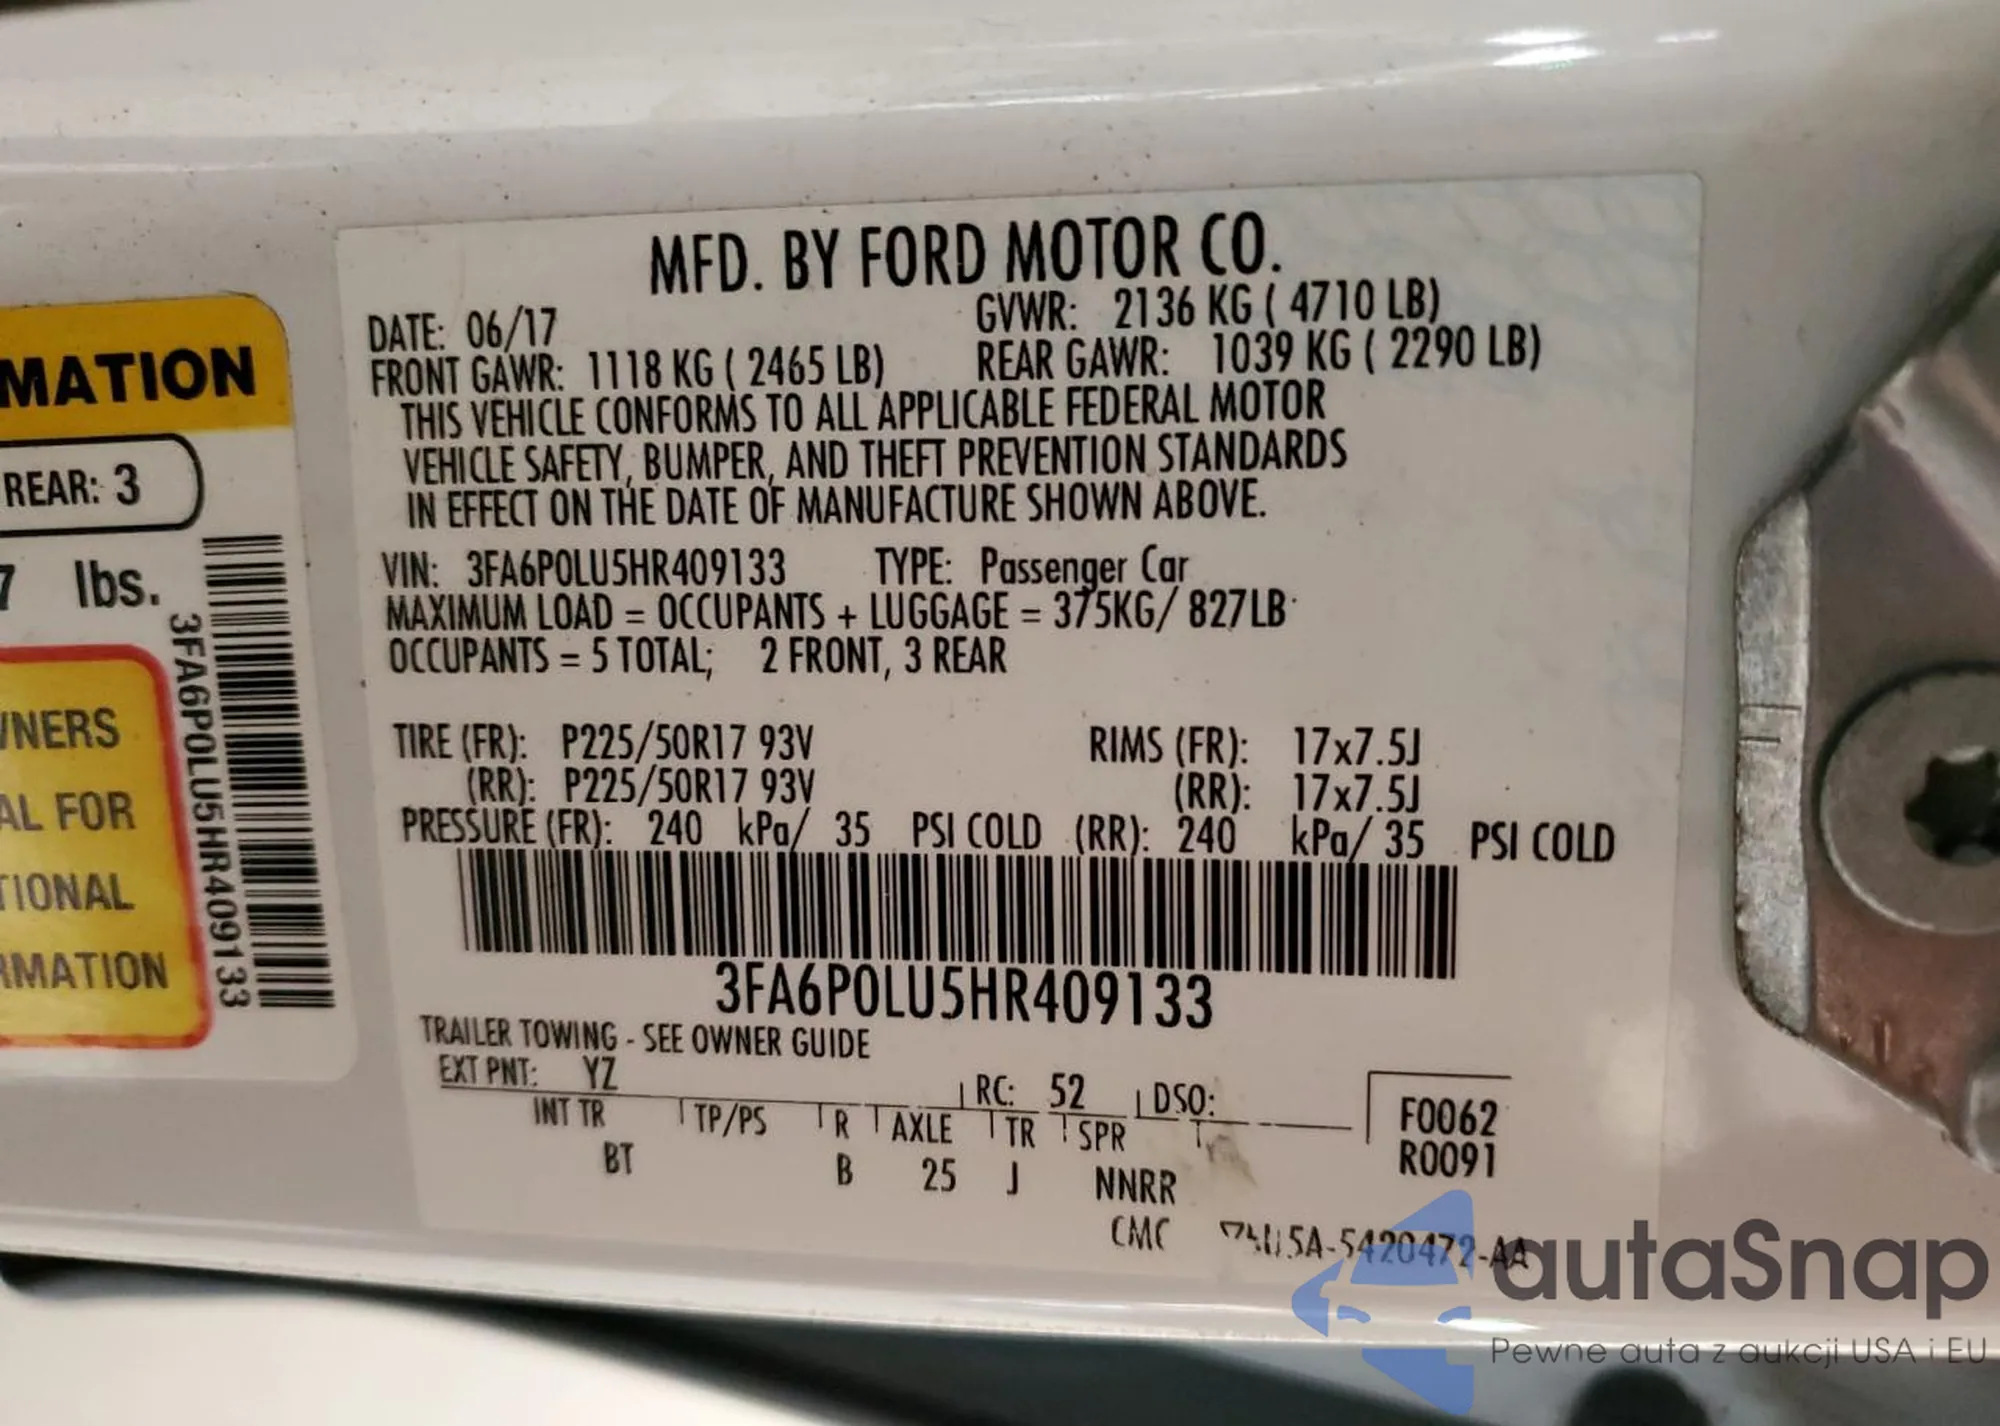 MFD. BY FORD MOTOR CO.
DATE: 06/17 GVWR: 2136 KG ( 4710 LB)
FRONT GAWR: 1118 KG ( 2465 LB) REAR GAWR: 1039 KG ( 2290 LB)
THIS VEHICLE CONFORMS TO ALL APPLICABLE FEDERAL MOTOR
VEHICLE SAFETY, BUMPER, AND THEFT PREVENTION STANDARDS
IN EFFECT ON THE DATE OF MANUFACTURE SHOWN ABOVE.
VIN: 3FA6P0LU5HR409133 TYPE: Passenger Car
MAXIMUM LOAD = OCCUPANTS + LUGGAGE = 375KG/ 827LB
OCCUPANTS = 5 TOTAL; 2 FRONT, 3 REAR
TIRE (FR): P225/50R17 93V RIMS (FR): 17x7.5J
(RR): P225/50R17 93V (RR): 17x7.5J
PRESSURE (FR): 240 kPa/ 35 PSI COLD (RR): 240 kPa/ 35 PSI COLD
3FA6P0LU5HR409133
TRAILER TOWING - SEE OWNER GUIDE
EXT PNT: YZ RC: 52 DSO:
INT TR TP/PS R AXLE TR SPR
BT B 25 J NNRR
F0062
R0091
CMC 5A-5420472-AA
MATION
REAR: 3
7 lbs.
3FA6P0LU5HR409133
WNERS
AL FOR
TIONAL
RMATION
autaSnap
Pewne auta z aukcji USA i EU